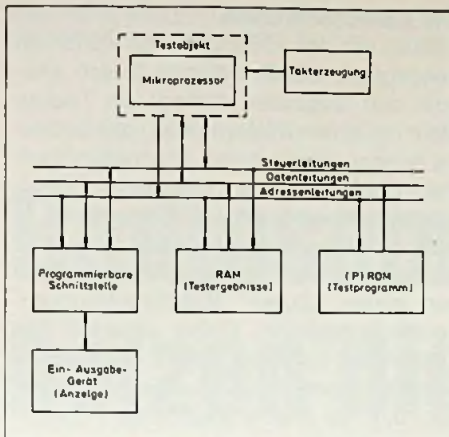 Testobjekt
Mikroprozessor
Takterzeugung
Steuerleitungen
Datenleitungen
Adressenleitungen
Programmierbare
Schnittstelle
RAM
(Testergebnisse)
(P) ROM
(Testprogramm)
Ein- Ausgabe-
Gerät
(Anzeige)